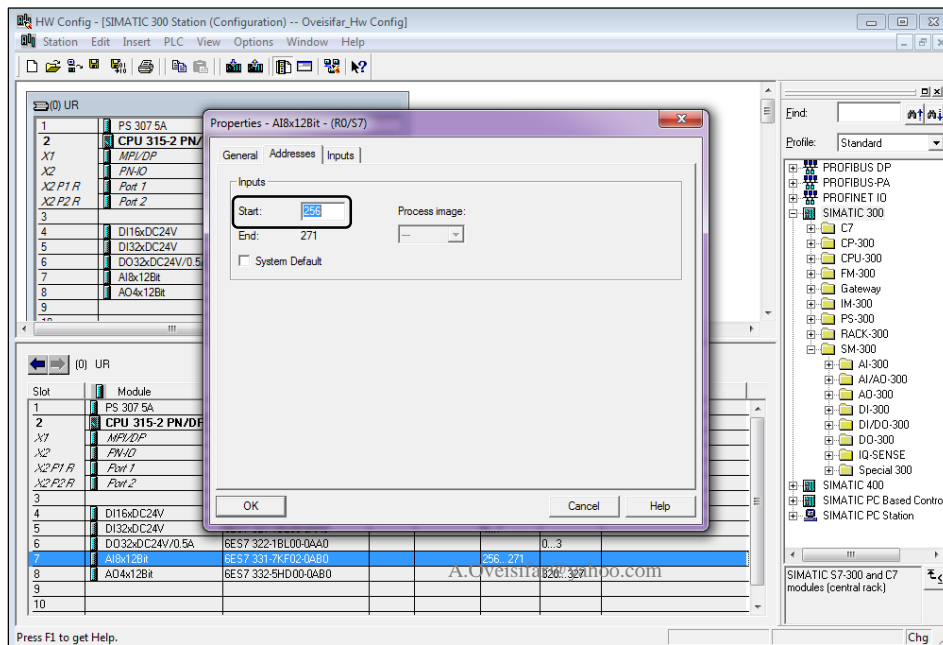 HW Config - [SIMATIC 300 Station (Configuration) -- Oveisifar_Hw Config]
Station Edit Insert PLC View Options Window Help
(0) UR
1 PS 307 5A
2 CPU 315-2 PN/
X1 MPI/DP
X2 PN-IO
X2 P1 R Port 1
X2 P2 R Port 2
3
4 DI16xDC24V
5 DI32xDC24V
6 DO32xDC24V/0.5
7 AI8x12Bit
8 AO4x12Bit
9
10
Properties - AI8x12Bit - (R0/S7)
General Addresses Inputs
Inputs
Start: 256 Process image:
End: 271 ---
System Default
OK Cancel Help
Find:
Profile: Standard
PROFIBUS DP
PROFIBUS-PA
PROFINET IO
SIMATIC 300
C7
CP-300
CPU-300
FM-300
Gateway
IM-300
PS-300
RACK-300
SM-300
AI-300
AI/AO-300
AO-300
DI-300
DI/DO-300
DO-300
IQ-SENSE
Special 300
SIMATIC 400
SIMATIC PC Based Contro
SIMATIC PC Station
SIMATIC S7-300 and C7
modules (central rack)
(0) UR
Slot Module
1 PS 307 5A
2 CPU 315-2 PN/DP
X1 MPI/DP
X2 PN-IO
X2 P1 R Port 1
X2 P2 R Port 2
3
4 DI16xDC24V
5 DI32xDC24V
6 DO32xDC24V/0.5A 6ES7 322-1BL00-0AA0 0...3
7 AI8x12Bit 6ES7 331-7KF02-0AB0 256...271
8 AO4x12Bit 6ES7 332-5HD00-0AB0 320...327
9
10
A.Oveisifar@yahoo.com
Press F1 to get Help. Chg